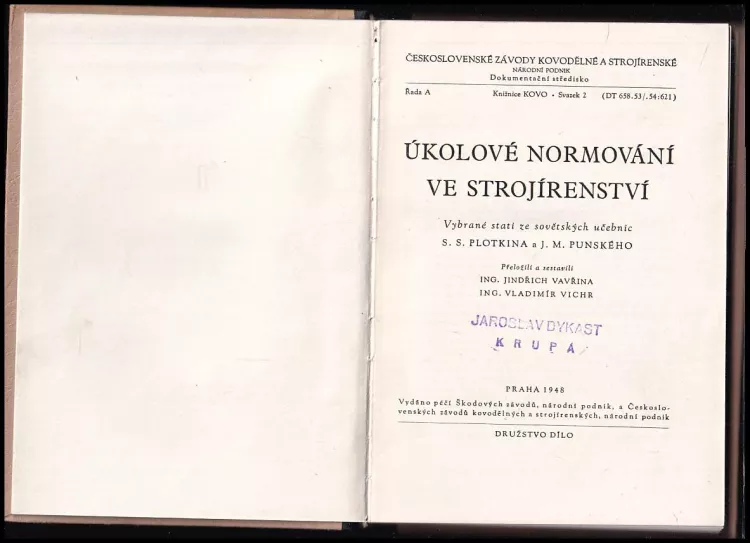 ČESKOSLOVENSKÉ ZÁVODY KOVODĚLNÉ A STROJÍRENSKÉ
NÁRODNÍ PODNIK
Dokumentační středisko
Řada A Knižnice KOVO • Svazek 2 (DT 658.53/.54:621)
ÚKOLOVÉ NORMOVÁNÍ
VE STROJÍRENSTVÍ
Vybrané stati ze sovětských učebnic
S. S. PLOTKINA a J. M. PUNSKÉHO
Přeložili a sestavili
ING. JINDŘICH VAVŘINA
ING. VLADIMÍR VICHR
JAROSLAV DYKAST
KRUPÁ
PRAHA 1948
Vydáno péčí Škodových závodů, národní podnik, a Českoslo-
venských závodů kovodělných a strojírenských, národní podnik
DRUŽSTVO DÍLO